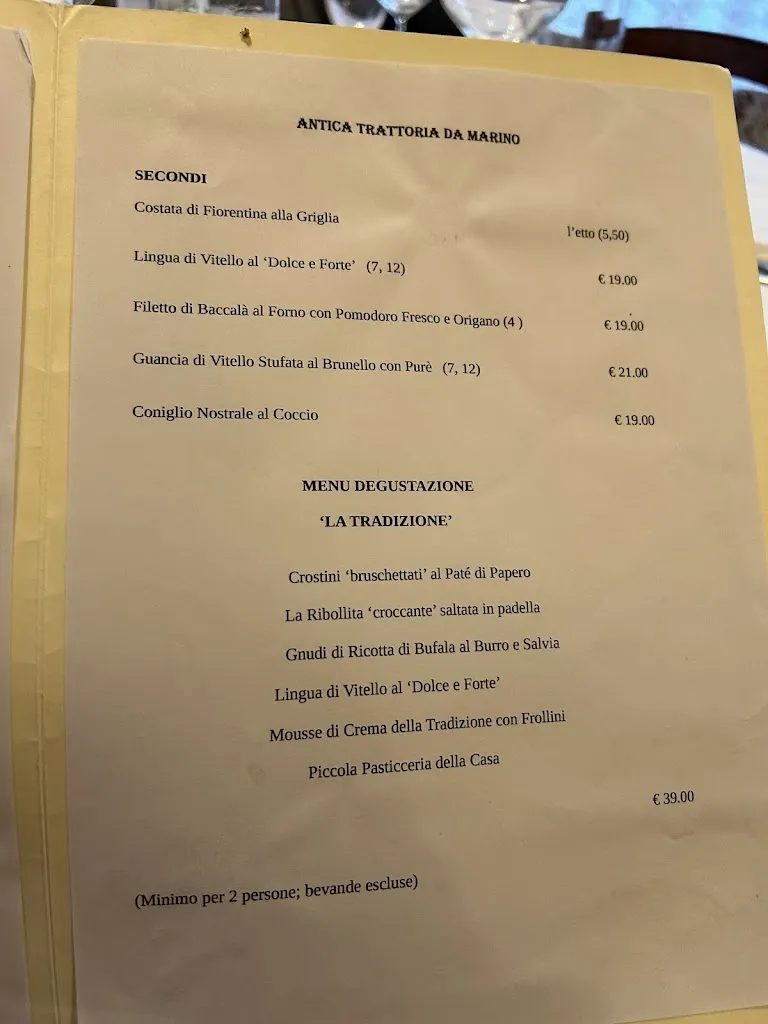 ANTICA TRATTORIA DA MARINO
SECONDI
Costata di Fiorentina alla Griglia l'etto (5,50)
Lingua di Vitello al 'Dolce e Forte' (7, 12) € 19.00
Filetto di Baccalà al Forno con Pomodoro Fresco e Origano (4 ) € 19.00
Guancia di Vitello Stufata al Brunello con Purè (7, 12) € 21.00
Coniglio Nostrale al Coccio € 19.00
MENU DEGUSTAZIONE
'LA TRADIZIONE'
Crostini 'bruschettati' al Paté di Papero
La Ribollita 'croccante' saltata in padella
Gnudi di Ricotta di Bufala al Burro e Salvia
Lingua di Vitello al 'Dolce e Forte'
Mousse di Crema della Tradizione con Frollini
Piccola Pasticceria della Casa
€ 39.00
(Minimo per 2 persone; bevande escluse)